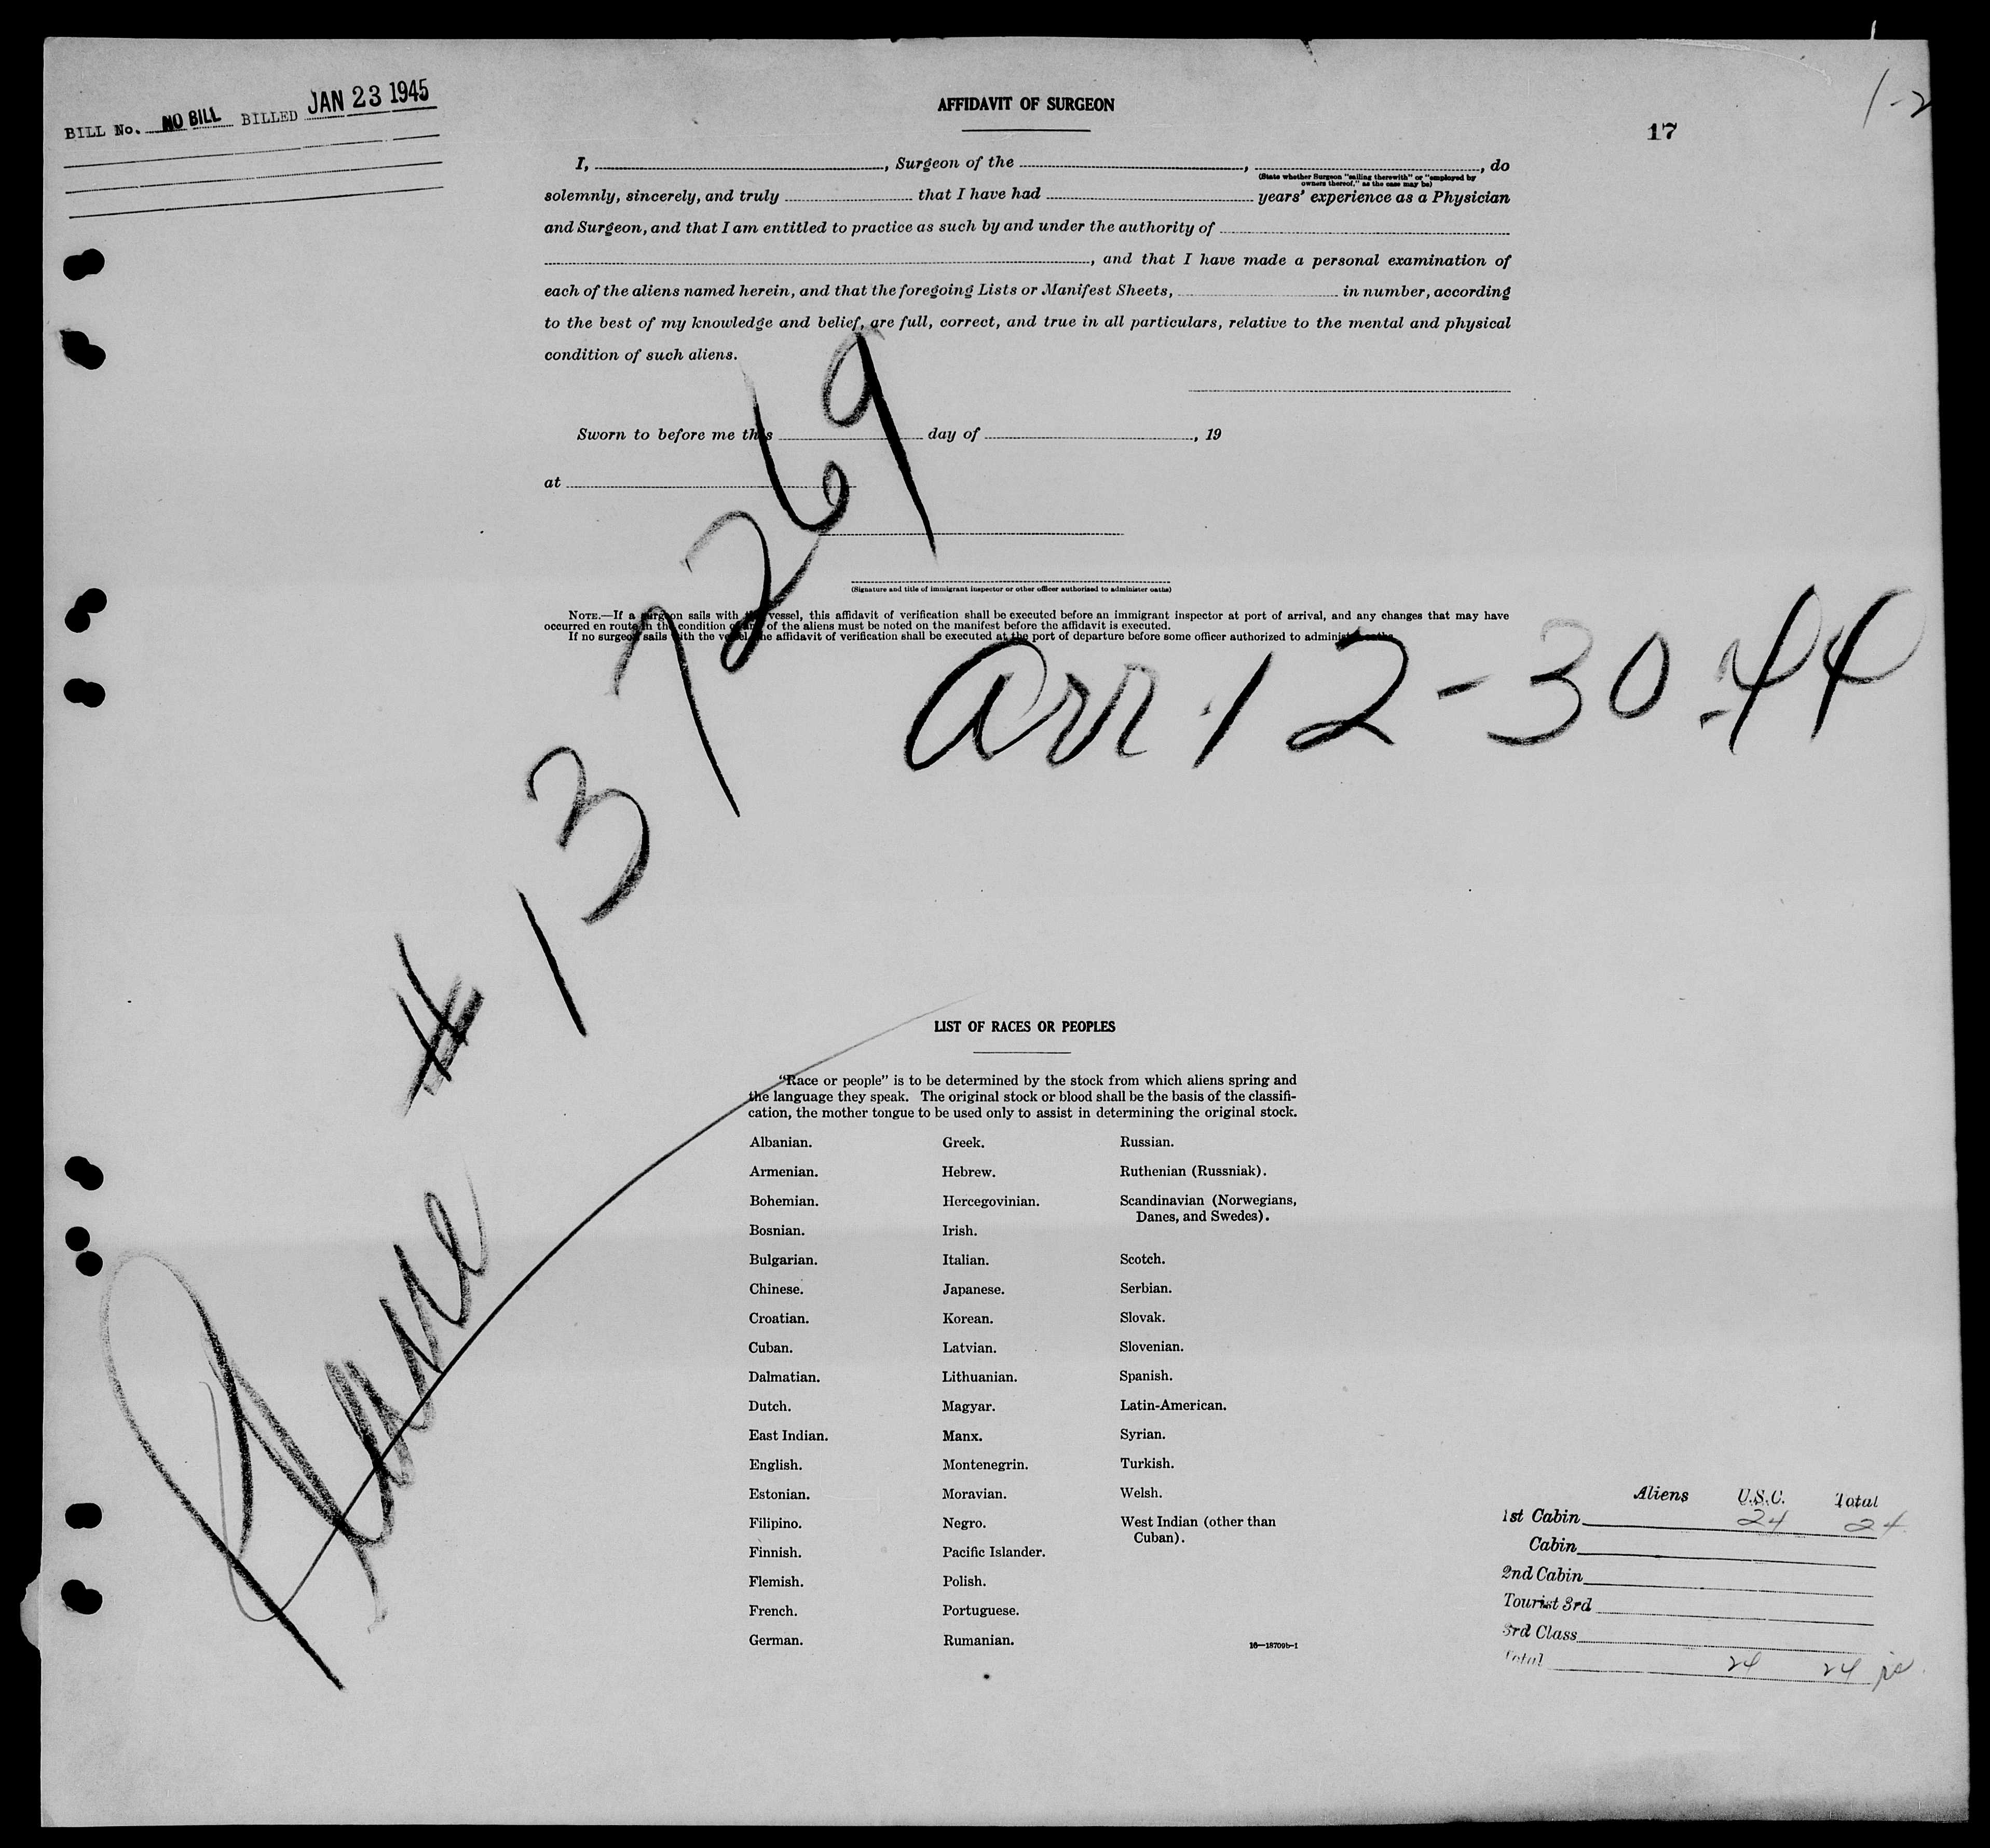 BILL No. NO BILL BILLED JAN 23 1945
AFFIDAVIT OF SURGEON
1-2
17
I, , Surgeon of the , , do
(State whether Surgeon "sailing therewith" or "employed by
owners thereof," as the case may be)
solemnly, sincerely, and truly that I have had years' experience as a Physician
and Surgeon, and that I am entitled to practice as such by and under the authority of
, and that I have made a personal examination of
each of the aliens named herein, and that the foregoing Lists or Manifest Sheets, in number, according
to the best of my knowledge and belief, are full, correct, and true in all particulars, relative to the mental and physical
condition of such aliens.
Sworn to before me this day of , 19
at
(Signature and title of immigrant inspector or other officer authorized to administer oaths)
NOTE.—If a surgeon sails with the vessel, this affidavit of verification shall be executed before an immigrant inspector at port of arrival, and any changes that may have
occurred en route in the condition of any of the aliens must be noted on the manifest before the affidavit is executed.
If no surgeon sails with the vessel, the affidavit of verification shall be executed at the port of departure before some officer authorized to administer oaths.
Plane # 137269
arr 12-30-44
LIST OF RACES OR PEOPLES
"Race or people" is to be determined by the stock from which aliens spring and
the language they speak. The original stock or blood shall be the basis of the classifi-
cation, the mother tongue to be used only to assist in determining the original stock.
Albanian. Greek. Russian.
Armenian. Hebrew. Ruthenian (Russniak).
Bohemian. Hercegovinian. Scandinavian (Norwegians,
Danes, and Swedes).
Bosnian. Irish.
Bulgarian. Italian. Scotch.
Chinese. Japanese. Serbian.
Croatian. Korean. Slovak.
Cuban. Latvian. Slovenian.
Dalmatian. Lithuanian. Spanish.
Dutch. Magyar. Latin-American.
East Indian. Manx. Syrian.
English. Montenegrin. Turkish.
Estonian. Moravian. Welsh.
Filipino. Negro. West Indian (other than
Cuban).
Finnish. Pacific Islander.
Flemish. Polish.
French. Portuguese.
German. Rumanian.
16—18709b-1
Aliens U.S.C. Total
1st Cabin 24 24
Cabin
2nd Cabin
Tourist 3rd
3rd Class
Total 24 24